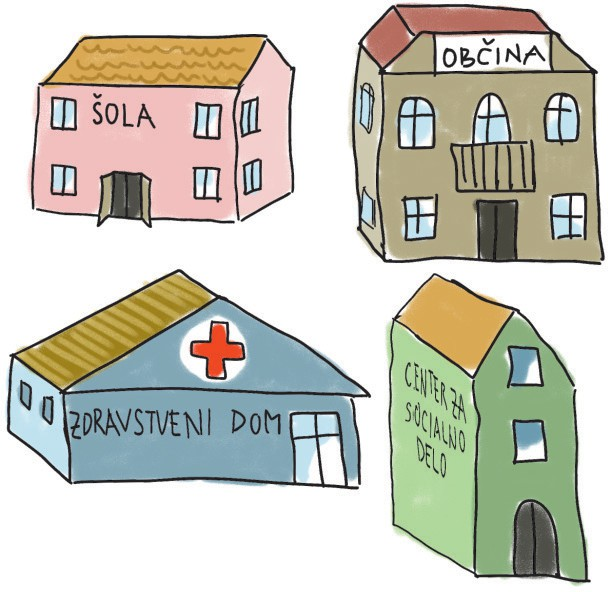 ŠOLA
OBČINA
ZDRAVSTVENI DOM
CENTER ZA
SOCIALNO
DELO